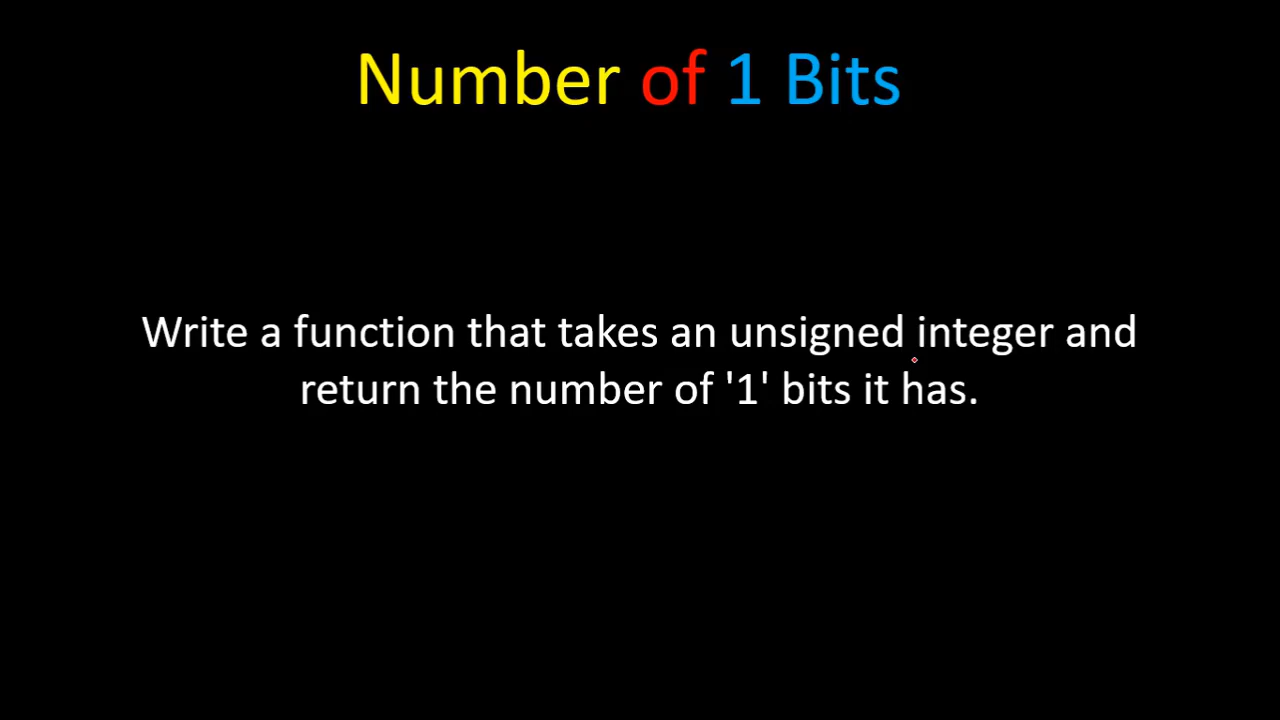 Number of 1 Bits
Write a function that takes an unsigned integer and
return the number of '1' bits it has.